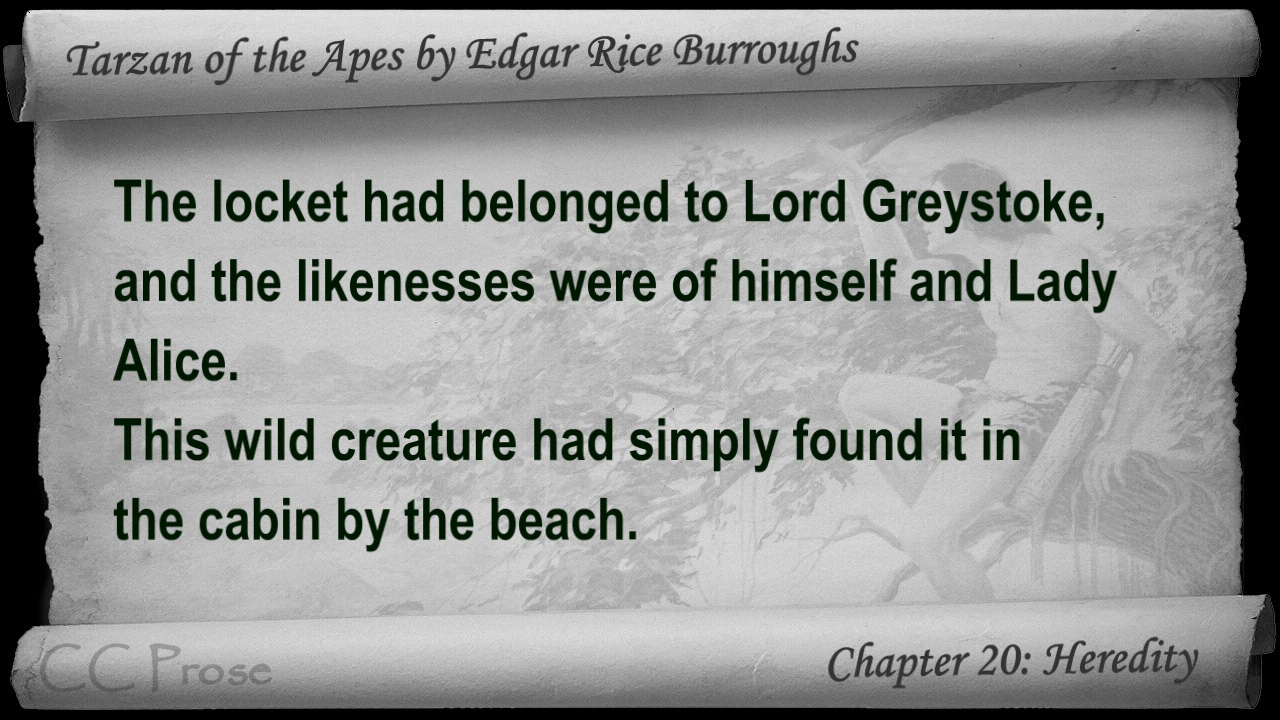 Tarzan of the Apes by Edgar Rice Burroughs
The locket had belonged to Lord Greystoke,
and the likenesses were of himself and Lady
Alice.
This wild creature had simply found it in
the cabin by the beach.
CC Prose
Chapter 20: Heredity